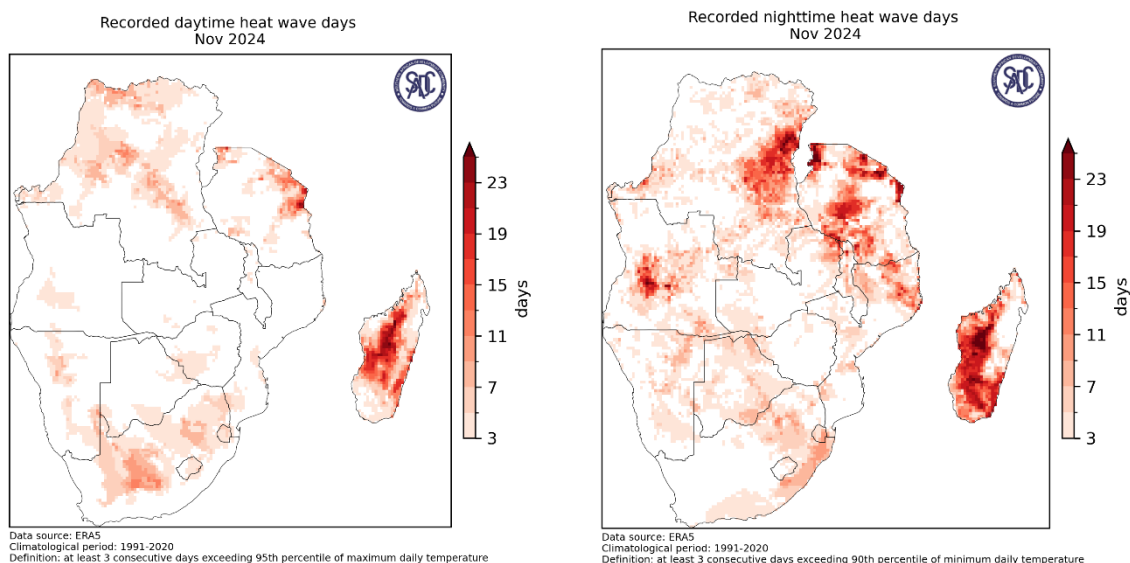 Recorded daytime heat wave days
Nov 2024
SADC
23
19
15
11
7
3
days
Data source: ERA5
Climatological period: 1991-2020
Definition: at least 3 consecutive days exceeding 95th percentile of maximum daily temperature
Recorded nighttime heat wave days
Nov 2024
SADC
23
19
15
11
7
3
days
Data source: ERA5
Climatological period: 1991-2020
Definition: at least 3 consecutive days exceeding 90th percentile of minimum daily temperature